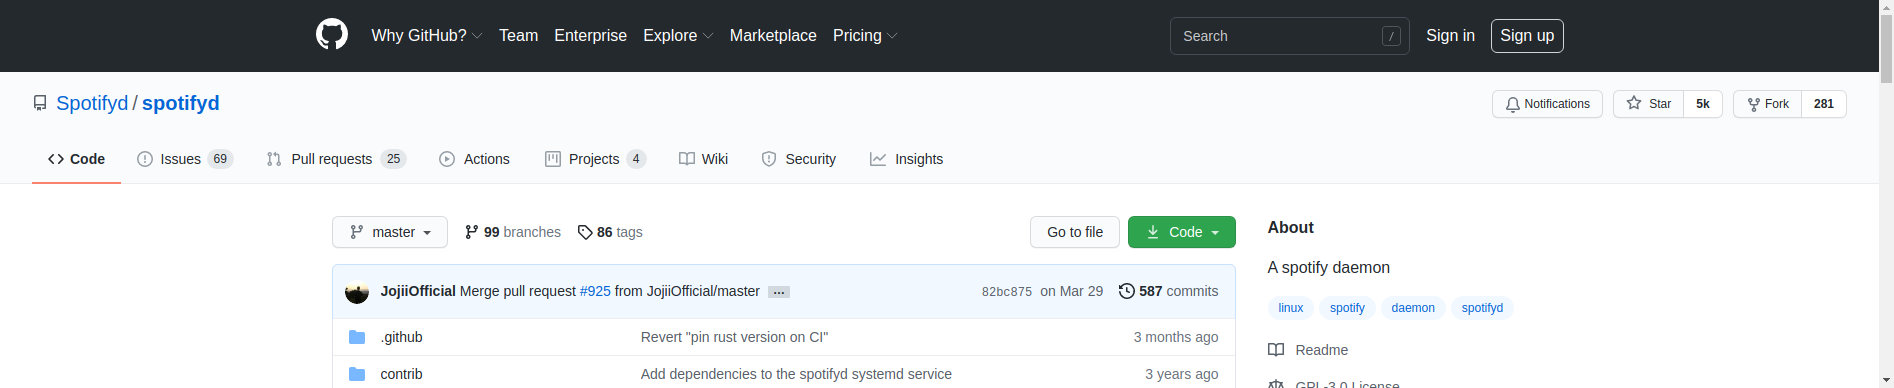 Why GitHub? Team Enterprise Explore Marketplace Pricing Search / Sign in Sign up
Spotifyd / spotifyd Notifications Star 5k Fork 281
Code Issues 69 Pull requests 25 Actions Projects 4 Wiki Security Insights
master 99 branches 86 tags Go to file Code
About
A spotify daemon
JojiiOfficial Merge pull request #925 from JojiiOfficial/master ... 82bc875 on Mar 29 587 commits
linux spotify daemon spotifyd
.github Revert "pin rust version on CI" 3 months ago
Readme
contrib Add dependencies to the spotifyd systemd service 3 years ago
GPL-3.0 License